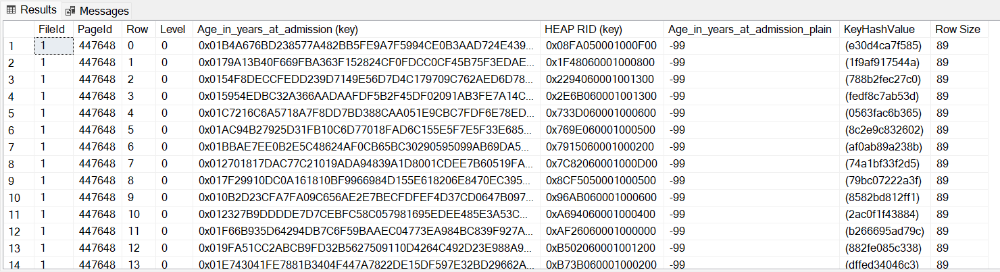 Results Messages
FileId PageId Row Level Age_in_years_at_admission (key) HEAP RID (key) Age_in_years_at_admission_plain KeyHashValue Row Size
1 1 447648 0 0 0x01B4A676BD238577A482BB5FE9A7F5994CE0B3AAD724E439... 0x08FA050001000F00 -99 (e30d4ca7f585) 89
2 1 447648 1 0 0x0179A13B40F669FBA363F152824CF0FDCC0CF45B75F3EDAE... 0x1F48060001000800 -99 (1f9af917544a) 89
3 1 447648 2 0 0x0154F8DECCFEDD239D7149E56D7D4C179709C762AED6D78... 0x2294060001001300 -99 (788b2fec27c0) 89
4 1 447648 3 0 0x015954EDBC32A366AADAAFDF5B2F45DF02091AB3FE7A14C... 0x2E6B060001001300 -99 (fedf8c7ab53d) 89
5 1 447648 4 0 0x01C7216C6A5718A7F8DD7BD388CAA051E9CBC7FDF6E78ED... 0x733D060001000600 -99 (0563fac6b365) 89
6 1 447648 5 0 0x01AC94B27925D31FB10C6D77018FAD6C155E5F7E5F33E685... 0x769E060001000500 -99 (8c2e9c832602) 89
7 1 447648 6 0 0x01BBAE7EE0B2E5C48624AF0CB65BC30290595099AB69DA5... 0x7915060001000200 -99 (af0ab89a238b) 89
8 1 447648 7 0 0x012701817DAC77C21019ADA94839A1D8001CDEE7B60519FA... 0x7C82060001000D00 -99 (74a1bf33f2d5) 89
9 1 447648 8 0 0x017F29910DC0A161810BF9966984D155E618206E8470EC395... 0x8CF5050001000500 -99 (79bc07222a3f) 89
10 1 447648 9 0 0x010B2D23CFA7FA09C656AE2E7BECFDFEF4D37CD0647B097... 0x96AB060001000600 -99 (8582bd812ff1) 89
11 1 447648 10 0 0x012327B9DDDDE7D7CEBFC58C057981695EDEE485E3A53C... 0xA694060001000400 -99 (2ac0f1f43884) 89
12 1 447648 11 0 0x01F66B935D64294DB7C6F59BAAEC04773EA984BC839F927A... 0xAF26060001000000 -99 (b266695ad79c) 89
13 1 447648 12 0 0x019FA51CC2ABCB9FD32B5627509110D4264C492D23E988A9... 0xB502060001001200 -99 (882fe085c338) 89
14 1 447648 13 0 0x01E743041FE7881B3404F447A7822DE15DF597E32BD29662A... 0xB73B060001000200 -99 (dffed34046c3) 89